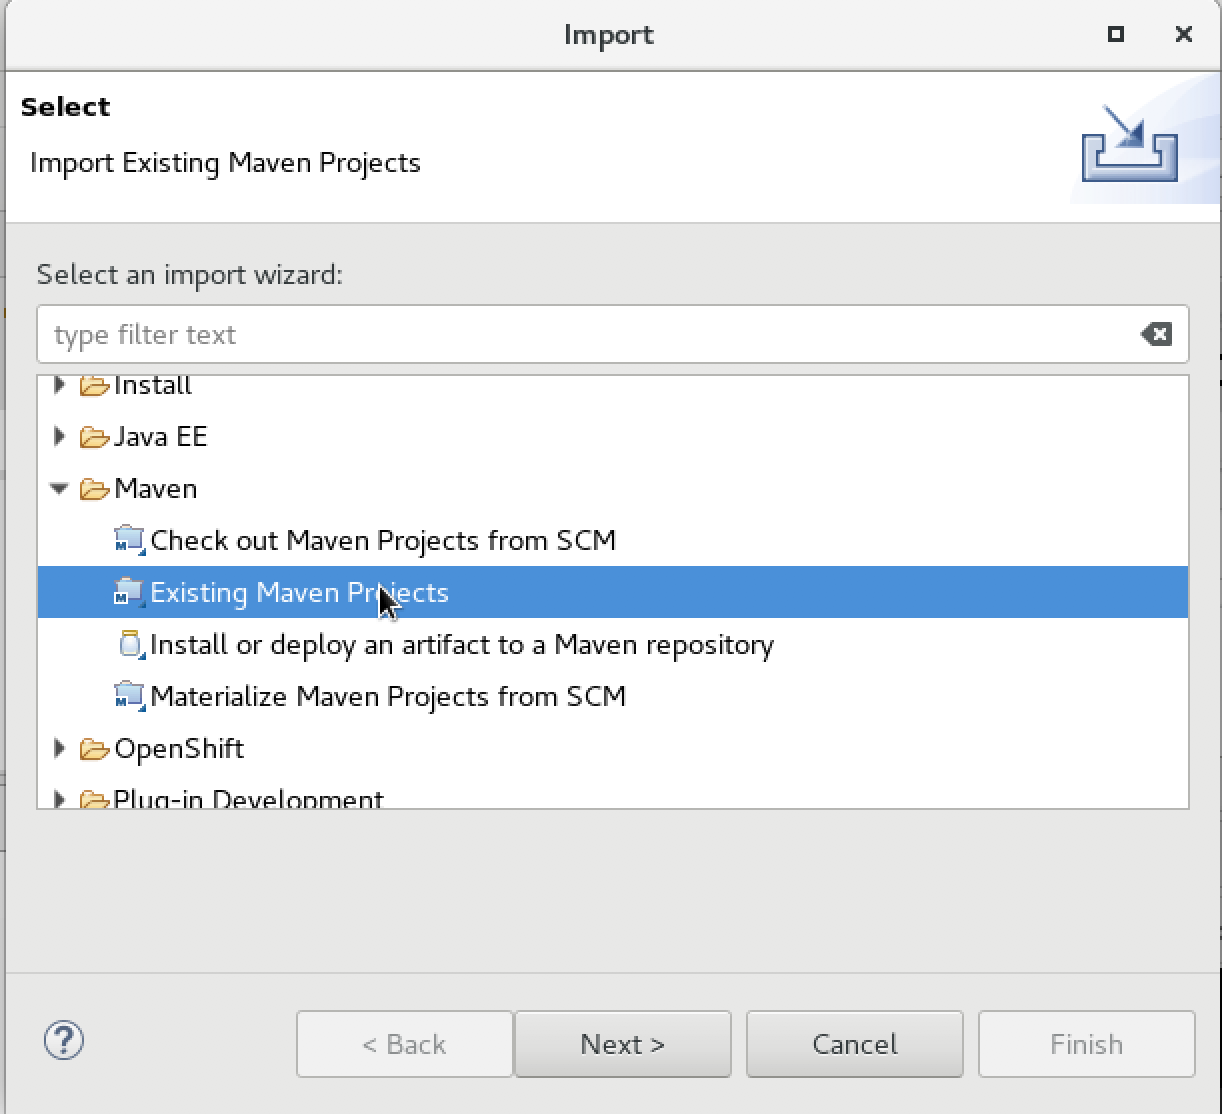 Import
Select
Import Existing Maven Projects
Select an import wizard:
type filter text
Install
Java EE
Maven
Check out Maven Projects from SCM
Existing Maven Projects
Install or deploy an artifact to a Maven repository
Materialize Maven Projects from SCM
OpenShift
Plug-in Development
< Back
Next >
Cancel
Finish